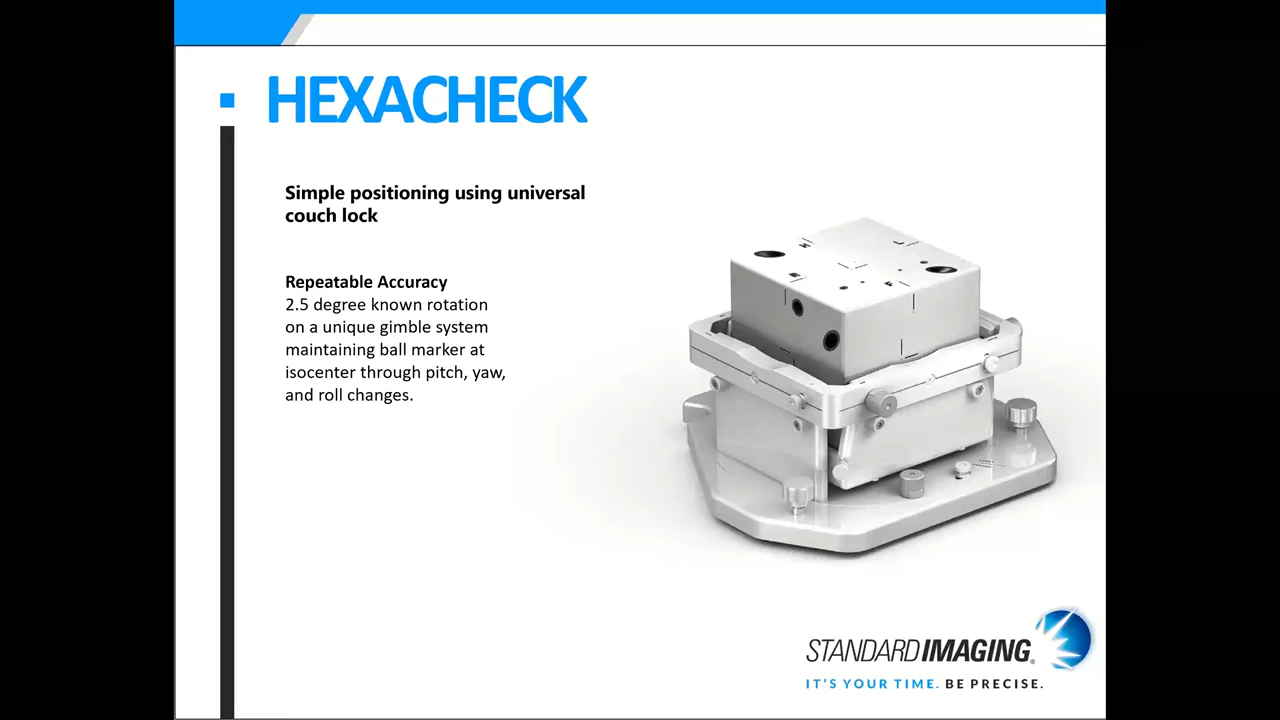 HEXACHECK
Simple positioning using universal
couch lock
Repeatable Accuracy
2.5 degree known rotation
on a unique gimble system
maintaining ball marker at
isocenter through pitch, yaw,
and roll changes.
STANDARD IMAGING®
IT'S YOUR TIME. BE PRECISE.